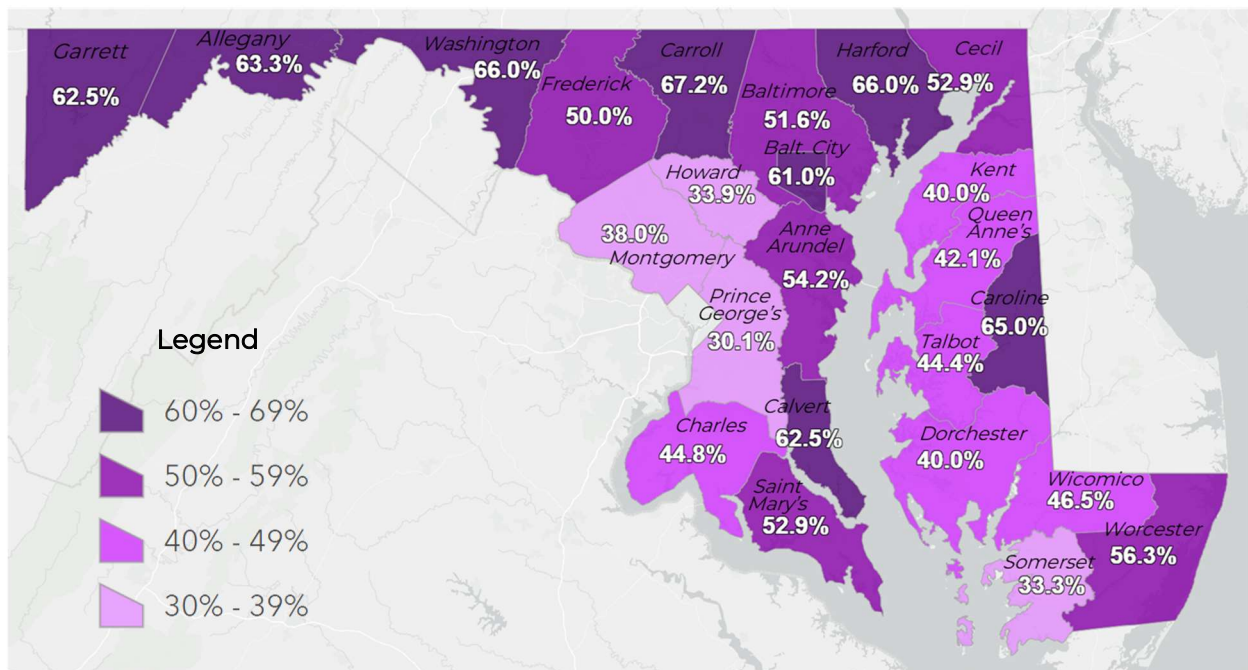 Garrett
62.5%
Allegany
63.3%
Washington
66.0%
Frederick
50.0%
Carroll
67.2%
Baltimore
51.6%
Balt. City
61.0%
Harford
66.0%
Cecil
52.9%
Howard
33.9%
38.0%
Montgomery
Anne
Arundel
54.2%
Prince
George's
30.1%
Kent
40.0%
Queen
Anne's
42.1%
Caroline
65.0%
Talbot
44.4%
Calvert
62.5%
Charles
44.8%
Saint
Mary's
52.9%
Dorchester
40.0%
Wicomico
46.5%
Worcester
56.3%
Somerset
33.3%
Legend
60% - 69%
50% - 59%
40% - 49%
30% - 39%